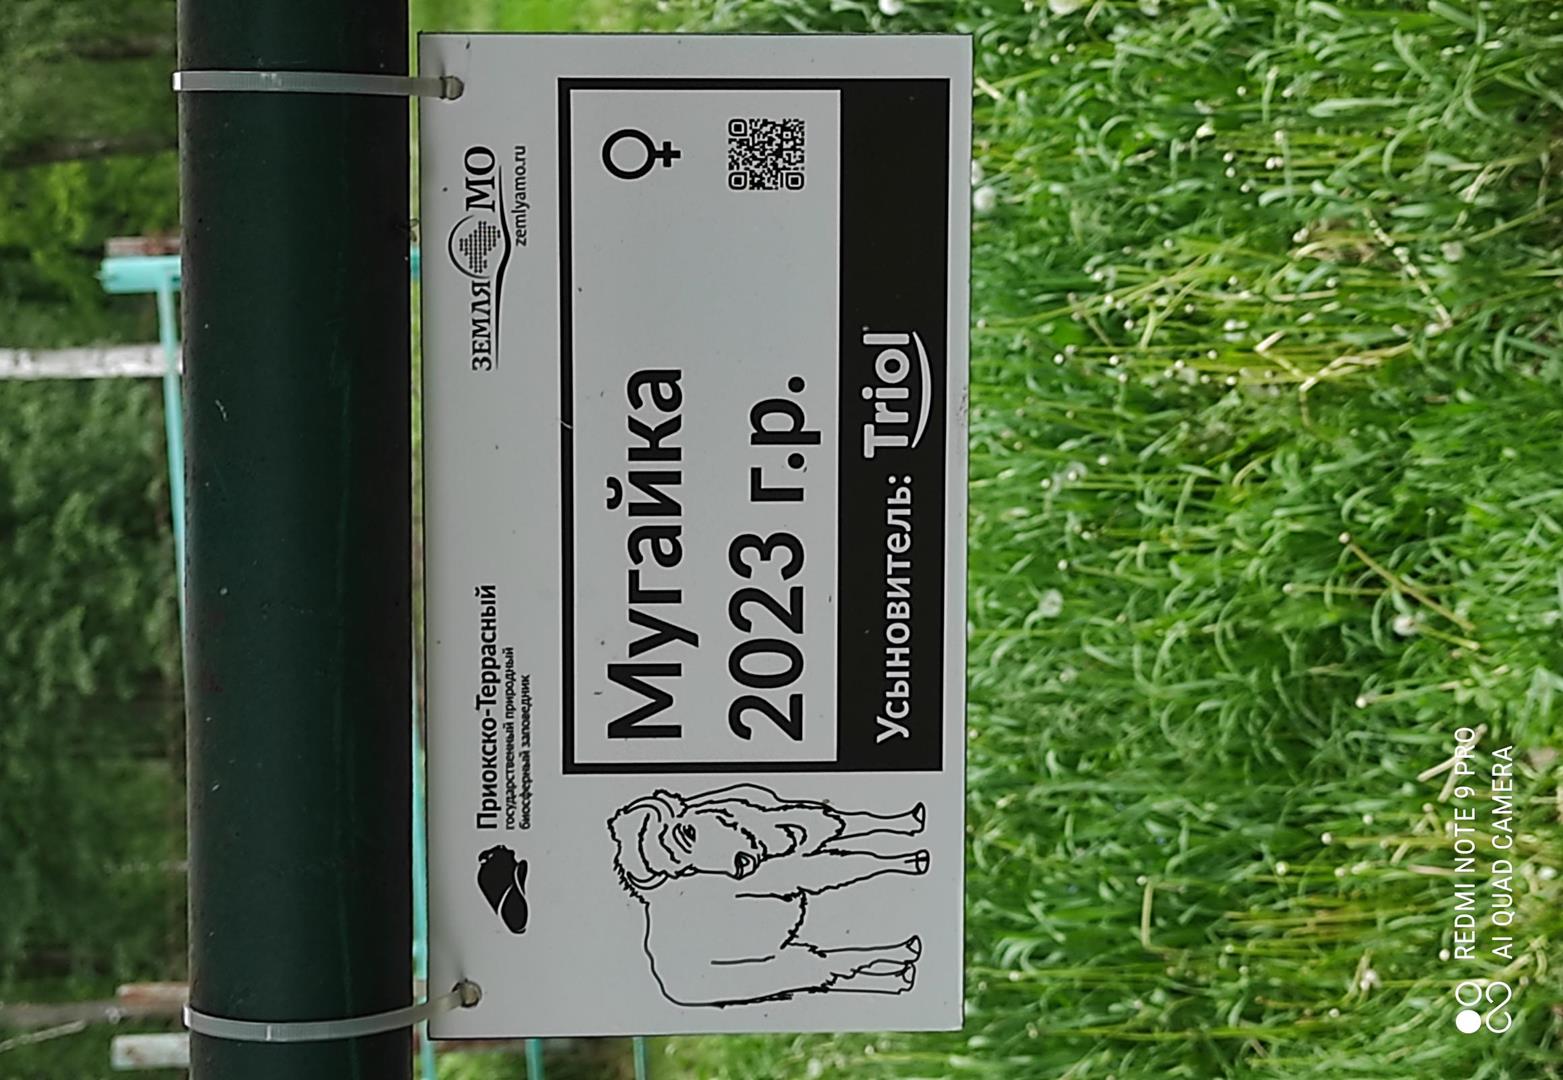 Приокско-Террасный
государственный природный
биосферный заповедник
ЗЕМЛЯ МО
zemlyamo.ru
Мугайка
2023 г.р.
Усыновитель: Triol
REDMI NOTE 9 PRO
AI QUAD CAMERA